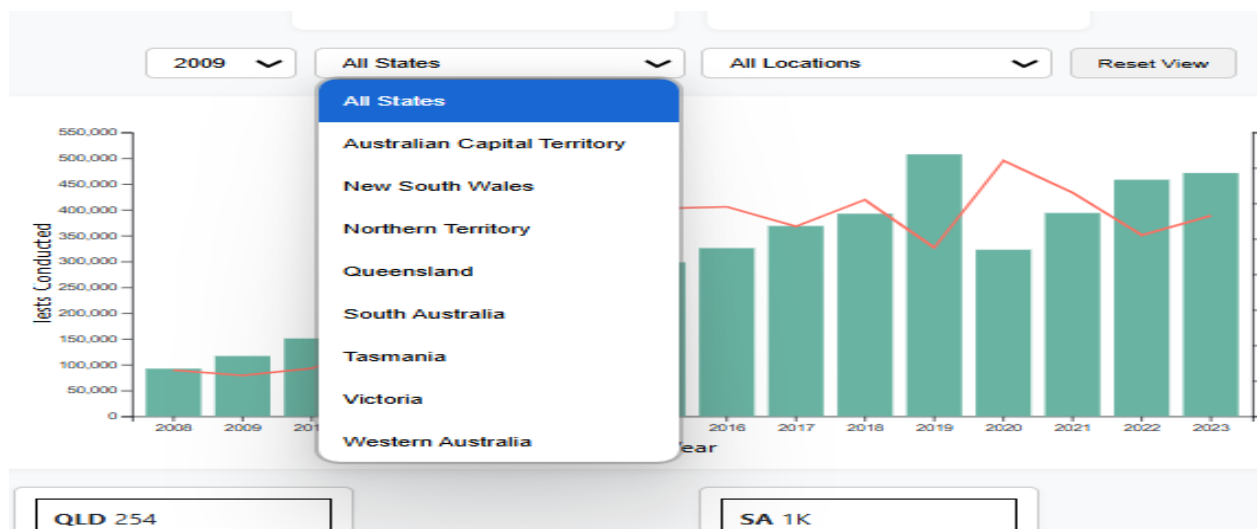 2009
All States
All Locations
Reset View
All States
Australian Capital Territory
New South Wales
Northern Territory
Queensland
South Australia
Tasmania
Victoria
Western Australia
550,000
500,000
450,000
400,000
350,000
300,000
250,000
200,000
150,000
100,000
50,000
0
Tests Conducted
2008 2009 201 2016 2017 2018 2019 2020 2021 2022 2023
ear
QLD 254
SA 1K